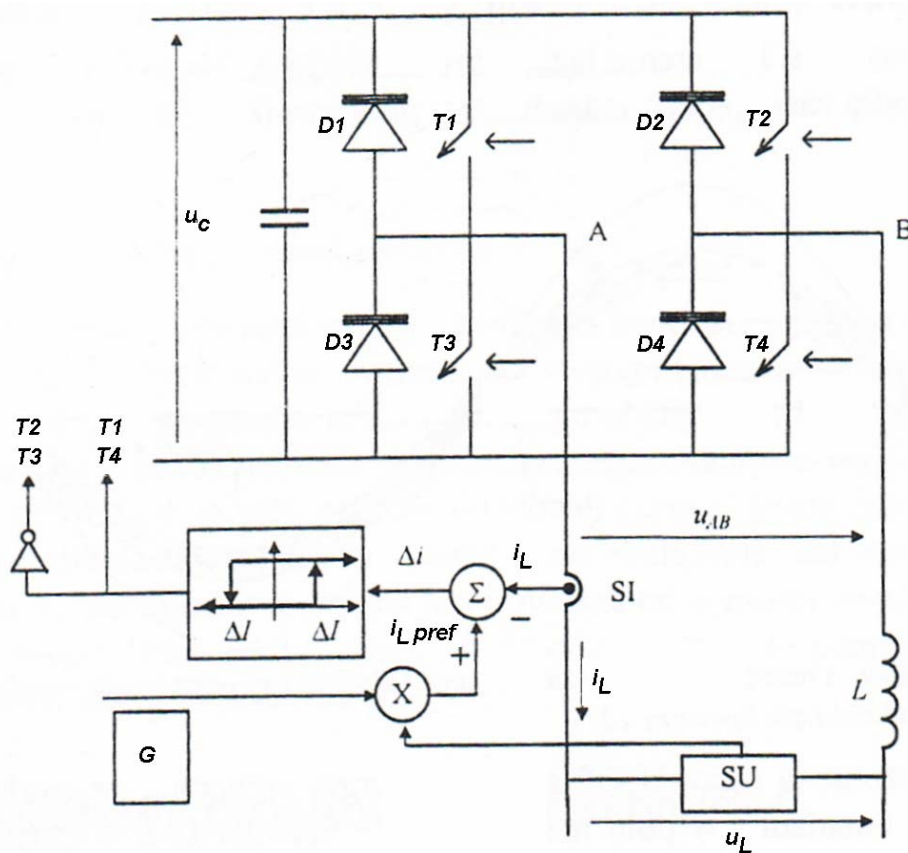 D1
T1
D2
T2
u_c
A
B
D3
T3
D4
T4
T2
T3
T1
T4
u_AB
Δi
Σ
i_L
SI
−
ΔI
ΔI
i_L pref
+
X
i_L
L
G
SU
u_L